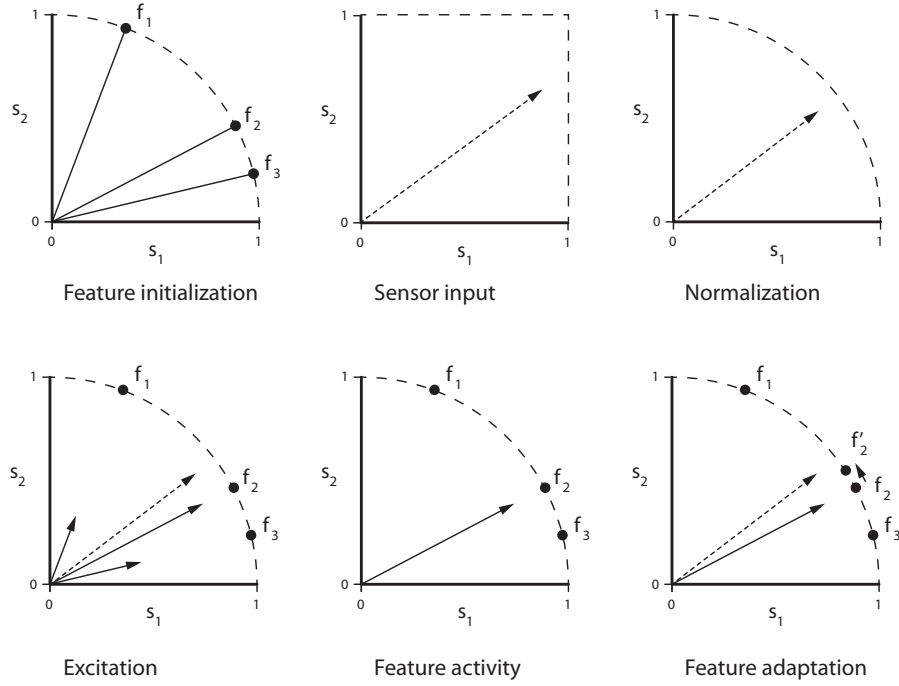 1
f1
s2
f2
f3
0
0
1
s1
Feature initialization
1
s2
0
0
1
s1
Sensor input
1
s2
0
0
1
s1
Normalization
1
f1
s2
f2
f3
0
0
1
s1
Excitation
1
f1
s2
f2
f3
0
0
1
s1
Feature activity
1
f1
f′2
s2
f2
f3
0
0
1
s1
Feature adaptation